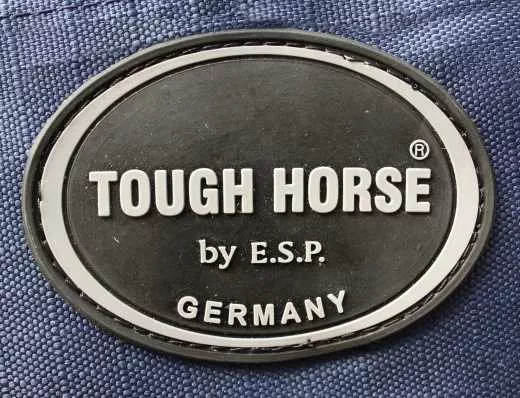 ®
TOUGH HORSE
by E.S.P.
GERMANY